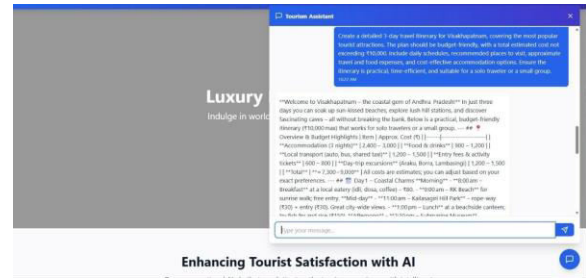 Tourism Assistant
Create a detailed 3-day travel itinerary for Visakhapatnam, covering the most popular
tourist attractions. The plan should be budget-friendly, with a total estimated cost not
exceeding ₹10,000. Include daily schedules, recommended places to visit, approximate
travel and food expenses, and cost-effective accommodation options. Ensure the
itinerary is practical, time-efficient, and suitable for a solo traveler or a small group.
Luxury
Indulge in world
**Welcome to Visakhapatnam – the coastal gem of Andhra Pradesh!** In just three
days you can soak up sun-kissed beaches, explore lush hill stations, and discover
fascinating caves – all without breaking the bank. Below is a practical, budget-friendly
itinerary (₹10,000 max) that works for solo travelers or a small group. --- ## 📍
Overview & Budget Highlights | Item | Approx. Cost (₹) |
**Accommodation (3 nights)** | 2,400 – 3,000 | | **Food & drinks** | 900 – 1,200 | |
**Local transport (auto, bus, shared taxi)** | 1,200 – 1,500 | | **Entry fees & activity
tickets** | 600 – 800 | | **Day-trip excursions** (Araku, Borra, Lambasingi) | 1,200 – 1,500
| | **Total** | **≈ 7,300 – 9,000** | All costs are estimates; you can adjust based on your
exact preferences. --- ## 📅 Day 1 – Coastal Charms **Morning** - **8:00 am –
Breakfast** at a local eatery (idli, dosa, coffee) – ₹80. - **9:00 am – RK Beach** for
sunrise-walk; free entry. **Mid-day** - **11:00 am – Kailasagiri Hill Park** – rope-way
(₹30) + entry (₹30). Great city-wide views. - **1:00 pm – Lunch** at a beachside canteen
Type your message...
Enhancing Tourist Satisfaction with AI